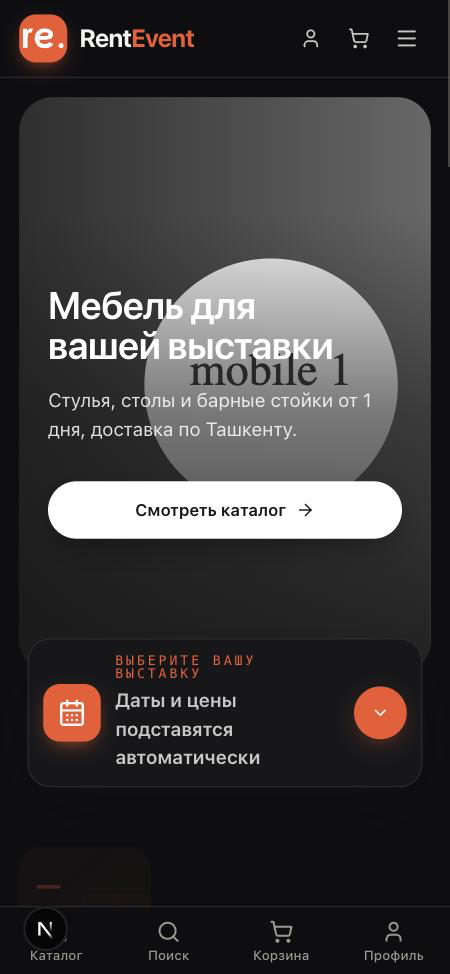 re.
RentEvent
Мебель для
вашей выставки
mobile 1
Стулья, столы и барные стойки от 1
дня, доставка по Ташкенту.
Смотреть каталог
ВЫБЕРИТЕ ВАШУ
ВЫСТАВКУ
Даты и цены
подставятся
автоматически
N
Каталог
Поиск
Корзина
Профиль